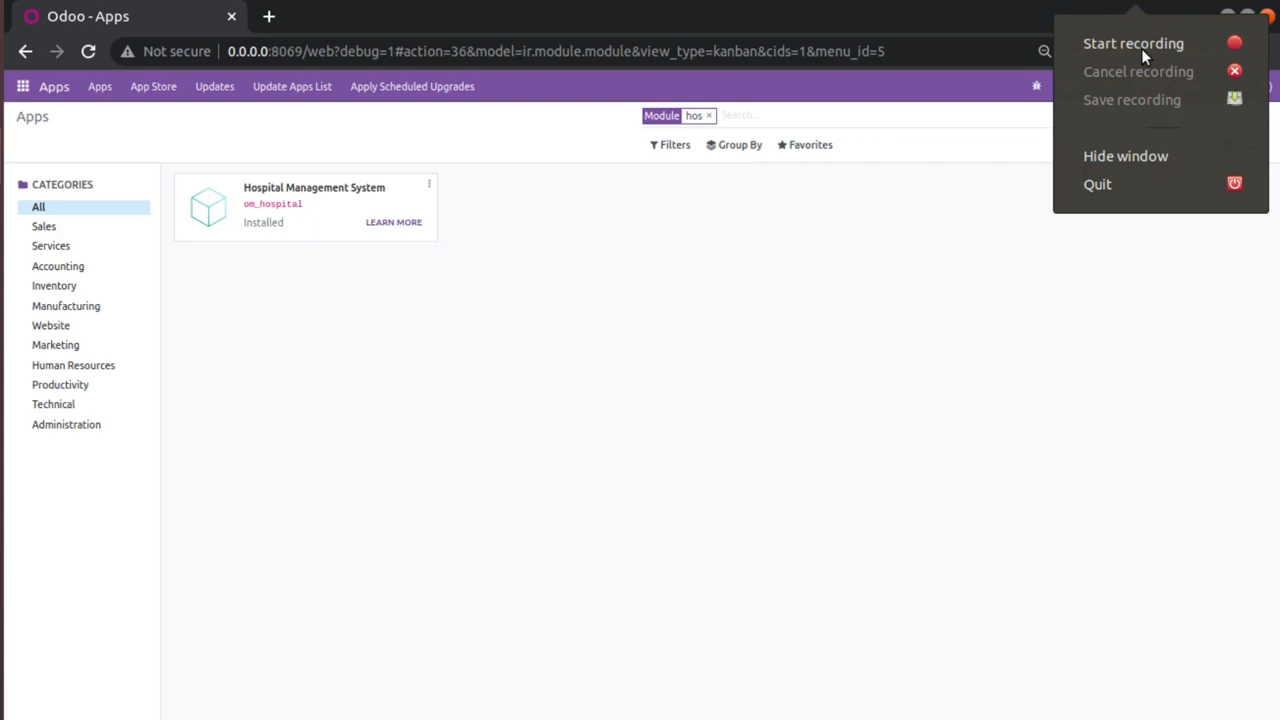 Odoo - Apps
Not secure 0.0.0.0:8069/web?debug=1#action=36&model=ir.module.module&view_type=kanban&cids=1&menu_id=5
Apps Apps App Store Updates Update Apps List Apply Scheduled Upgrades
Apps
Module hos × Search...
Filters Group By Favorites
CATEGORIES
All
Sales
Services
Accounting
Inventory
Manufacturing
Website
Marketing
Human Resources
Productivity
Technical
Administration
Hospital Management System
om_hospital
Installed LEARN MORE
Start recording
Cancel recording
Save recording
Hide window
Quit